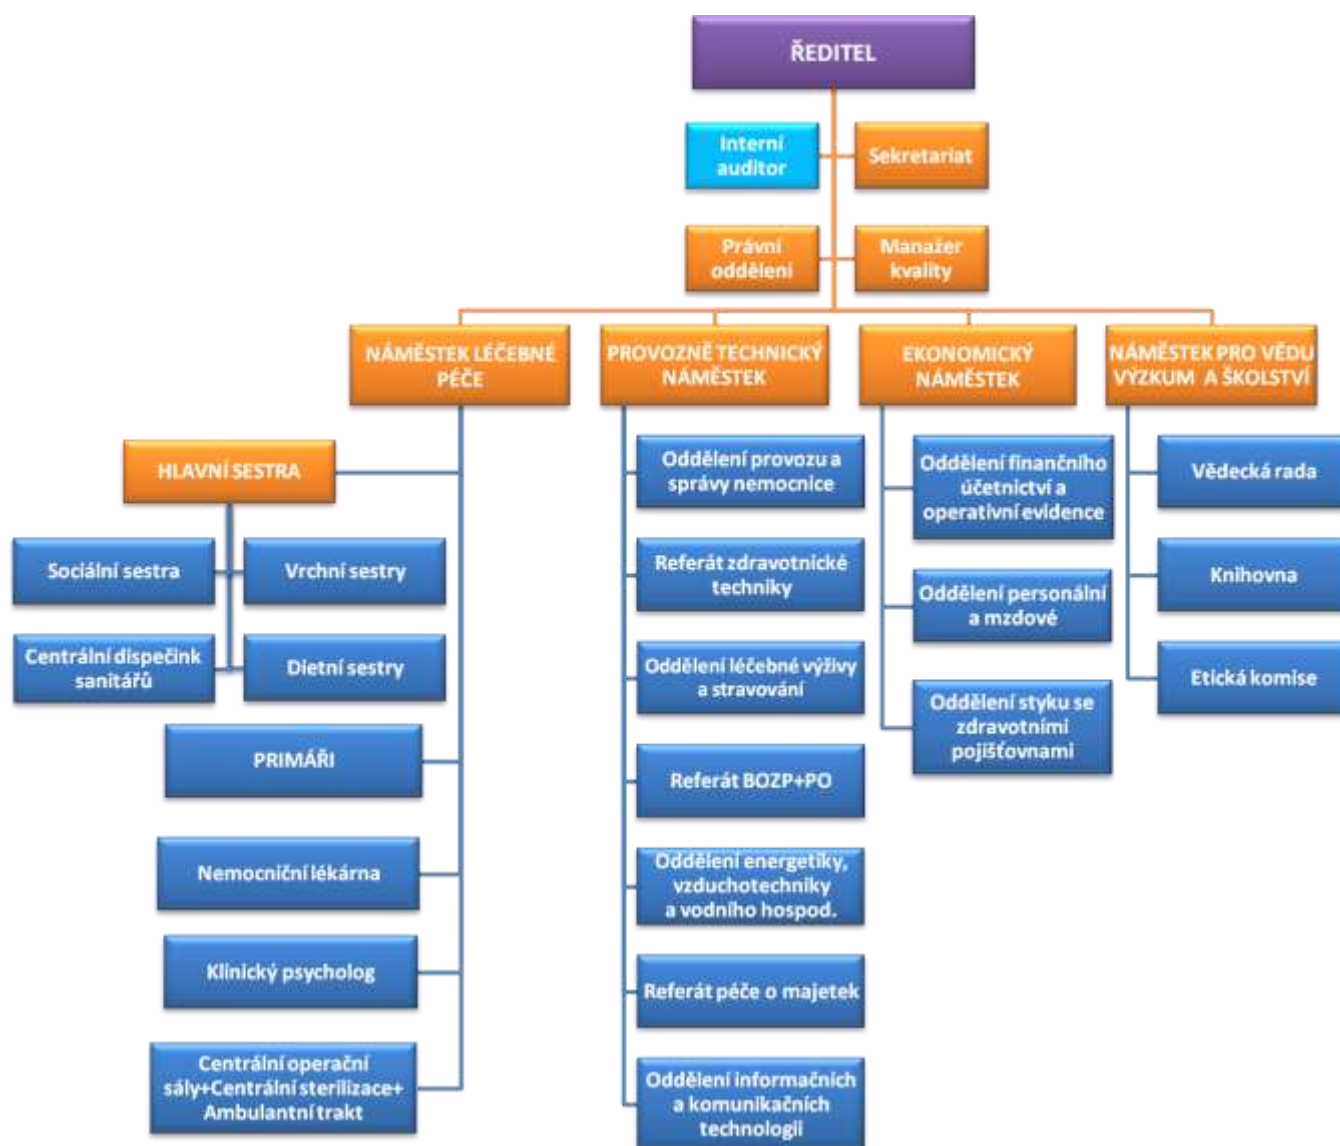 ŘEDITEL
Interní
auditor
Sekretariat
Právní
oddělení
Manažer
kvality
NÁMĚSTEK LÉČEBNÉ
PÉČE
PROVOZNĚ TECHNICKÝ
NÁMĚSTEK
EKONOMICKÝ
NÁMĚSTEK
NÁMĚSTEK PRO VĚDU
VÝZKUM A ŠKOLSTVÍ
HLAVNÍ SESTRA
Sociální sestra
Vrchní sestry
Centrální dispečink
sanitářů
Dietní sestry
PRIMÁŘI
Nemocniční lékárna
Klinický psycholog
Centrální operační
sály+Centrální sterilizace+
Ambulantní trakt
Oddělení provozu a
správy nemocnice
Referát zdravotnické
techniky
Oddělení léčebné výživy
a stravování
Referát BOZP+PO
Oddělení energetiky,
vzduchotechniky
a vodního hospod.
Referát péče o majetek
Oddělení informačních
a komunikačních
technologií
Oddělení finančního
účetnictví a
operativní evidence
Oddělení personální
a mzdové
Oddělení styku se
zdravotními
pojišťovnami
Vědecká rada
Knihovna
Etická komise